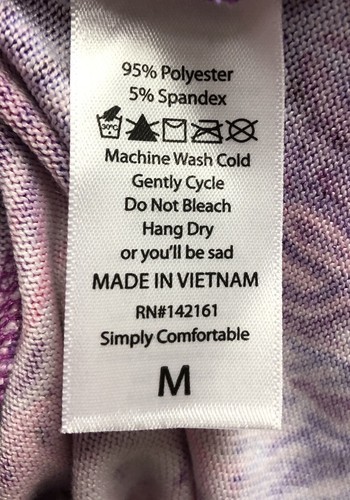 95% Polyester
5% Spandex
30°C
Machine Wash Cold
Gently Cycle
Do Not Bleach
Hang Dry
or you'll be sad
MADE IN VIETNAM
RN#142161
Simply Comfortable
M